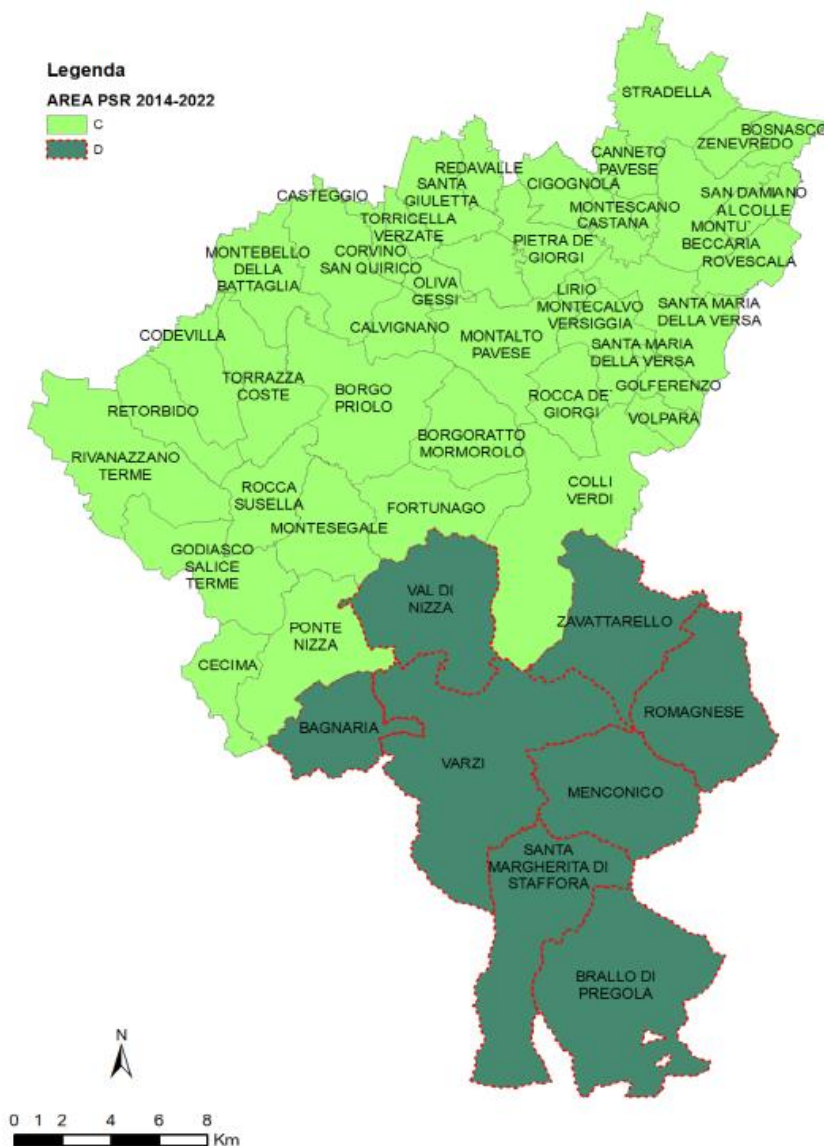 Legenda
AREA PSR 2014-2022
C
D
STRADELLA
BOSNASCO
ZENEVREDO
CANNETO
PAVESE
REDAVALLE
CIGOGNOLA
SANTA
GIULETTA
SAN DAMIANO
AL COLLE
CASTEGGIO
MONTESCANO
CASTANA
TORRICELLA
VERZATE
MONTU`
BECCARIA
PIETRA DE`
GIORGI
MONTEBELLO
DELLA
BATTAGLIA
CORVINO
SAN QUIRICO
ROVESCALA
OLIVA
GESSI
LIRIO
MONTECALVO
VERSIGGIA
SANTA MARIA
DELLA VERSA
CALVIGNANO
CODEVILLA
MONTALTO
PAVESE
SANTA MARIA
DELLA VERSA
TORRAZZA
COSTE
BORGO
PRIOLO
GOLFERENZO
ROCCA DE`
GIORGI
RETORBIDO
VOLPARA
BORGORATTO
MORMOROLO
RIVANAZZANO
TERME
COLLI
VERDI
ROCCA
SUSELLA
FORTUNAGO
MONTESEGALE
GODIASCO
SALICE
TERME
VAL DI
NIZZA
ZAVATTARELLO
PONTE
NIZZA
CECIMA
ROMAGNESE
BAGNARIA
VARZI
MENCONICO
SANTA
MARGHERITA DI
STAFFORA
BRALLO DI
PREGOLA
N
0 1 2 4 6 8
Km